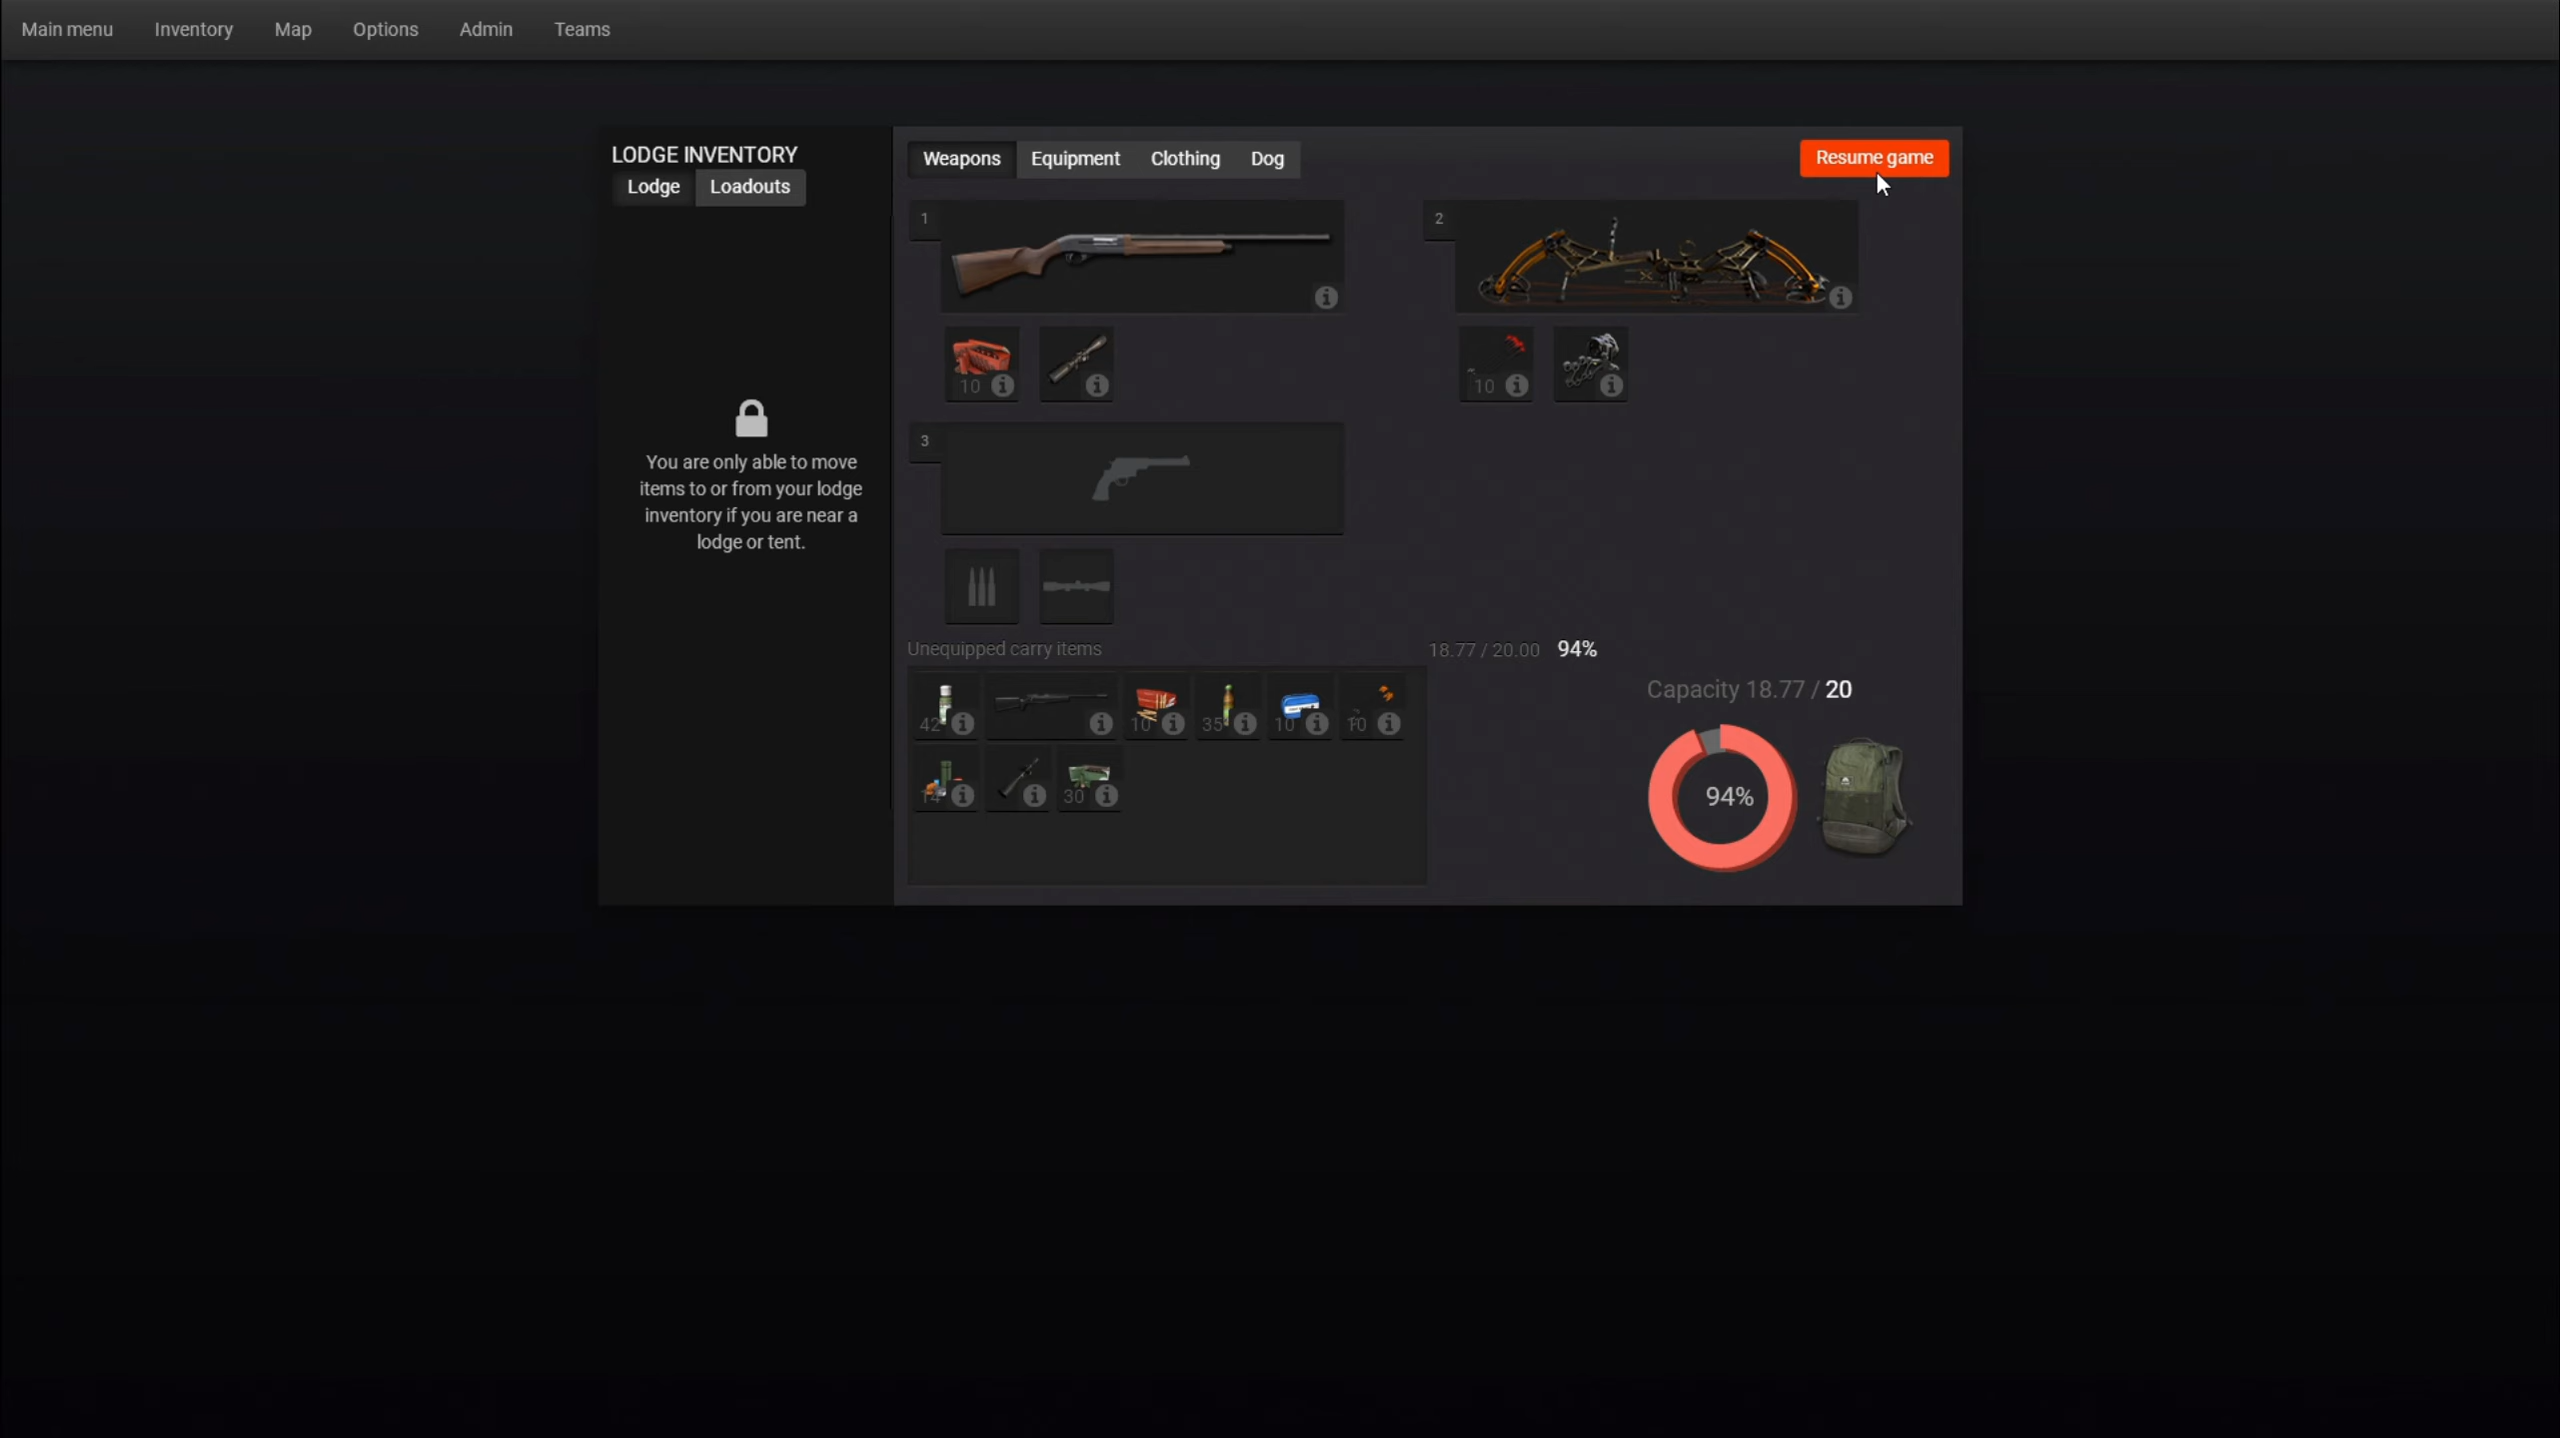 Main menu Inventory Map Options Admin Teams
LODGE INVENTORY
Lodge Loadouts
You are only able to move
items to or from your lodge
inventory if you are near a
lodge or tent.
Weapons Equipment Clothing Dog
Resume game
1
2
10
10
3
Unequipped carry items
18.77 / 20.00 94%
42
10
35
10
10
14
30
Capacity 18.77 / 20
94%